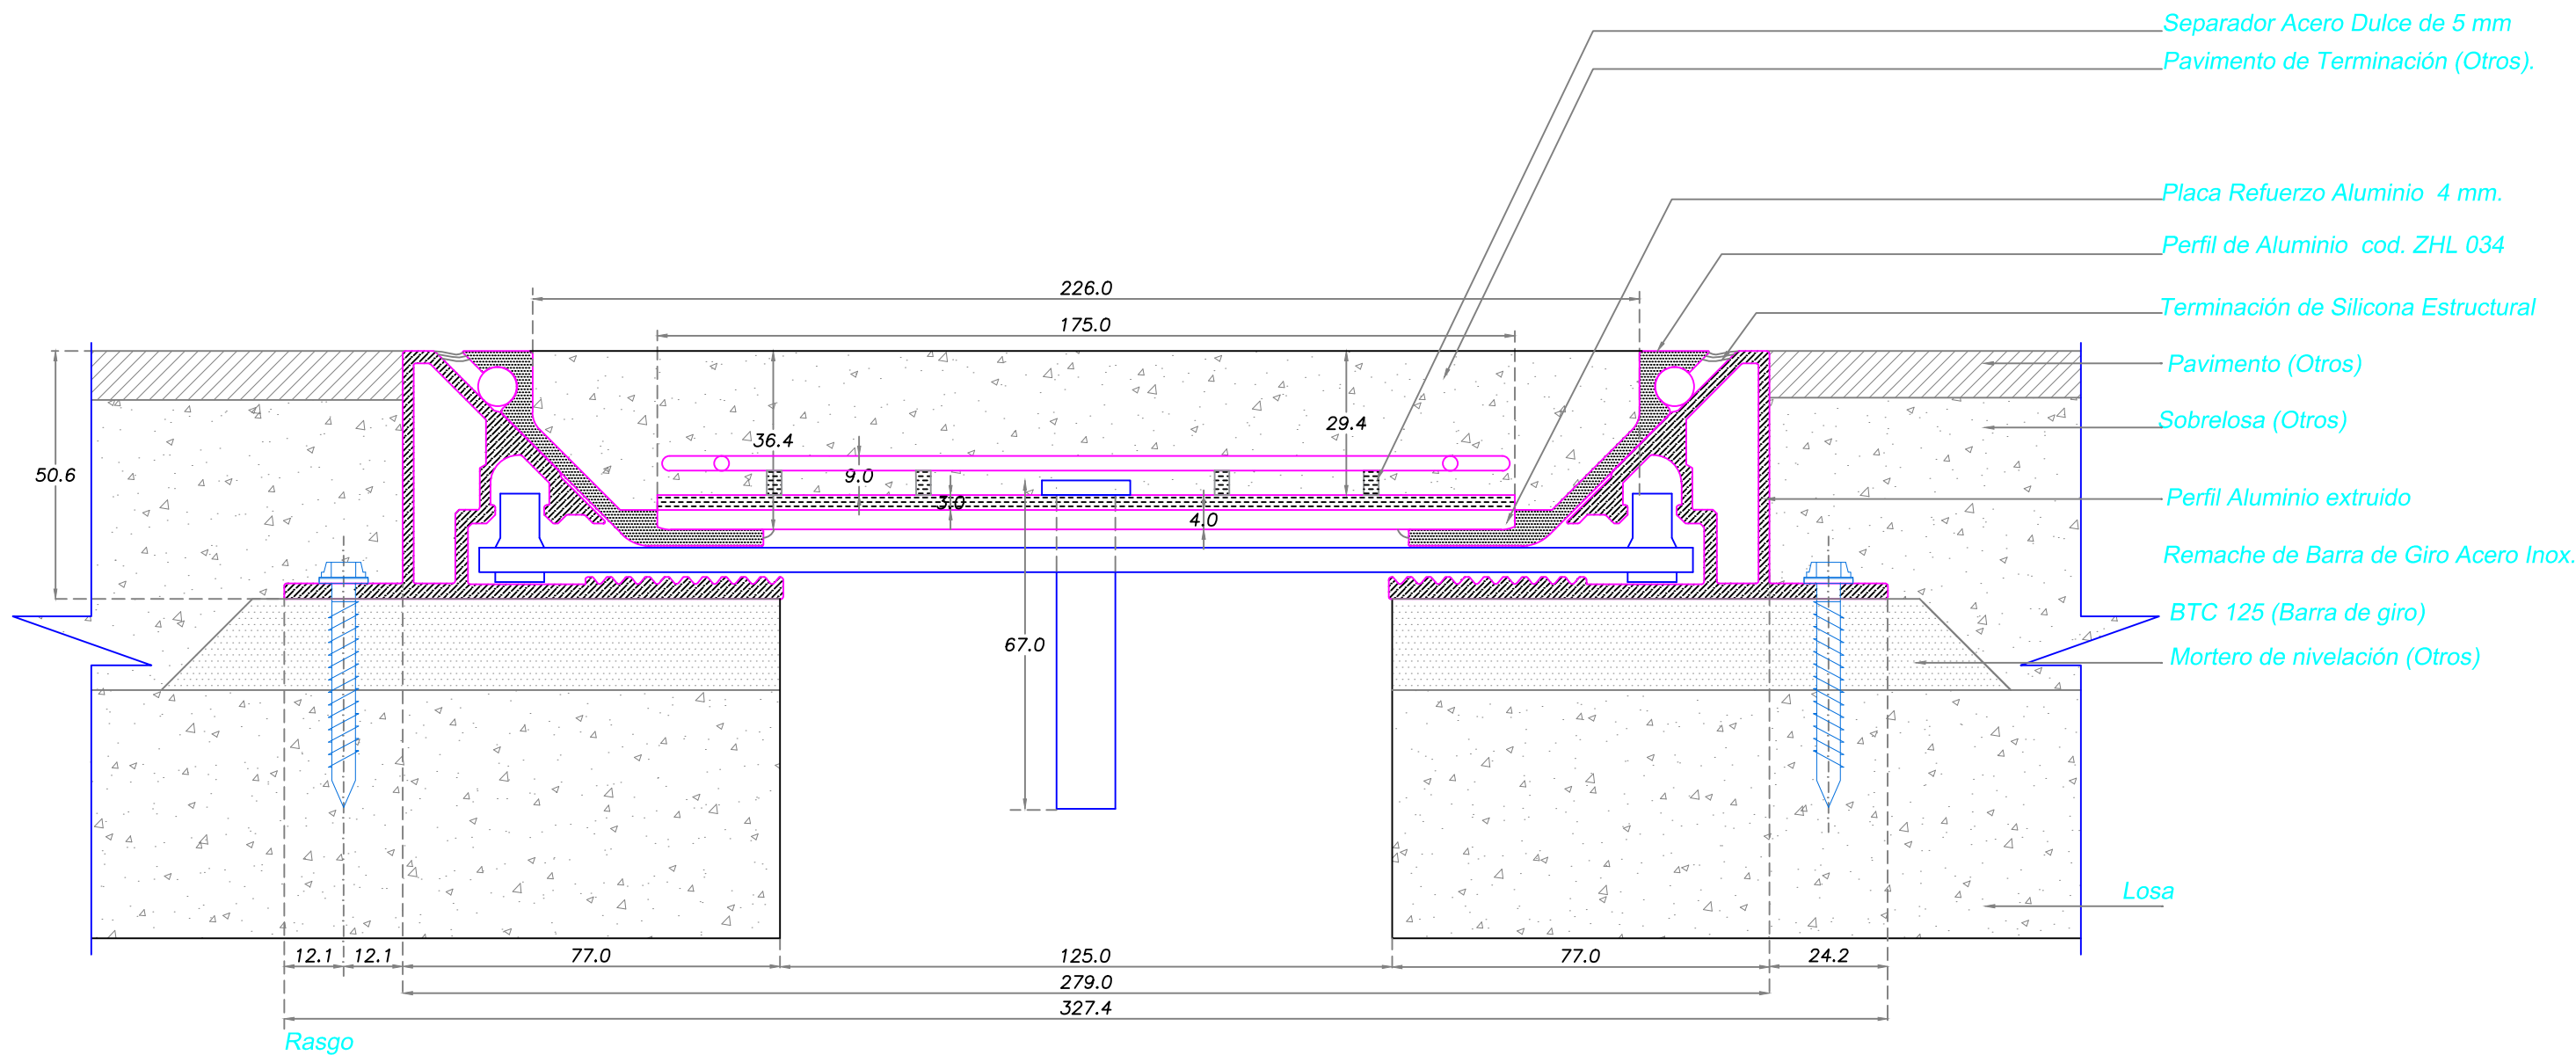 Separador Acero Dulce de 5 mm
Pavimento de Terminación (Otros).
Placa Refuerzo Aluminio 4 mm.
Perfil de Aluminio cod. ZHL 034
226.0
Terminación de Silicona Estructural
175.0
Pavimento (Otros)
Sobrelosa (Otros)
29.4
36.4
50.6
9.0
Perfil Aluminio extruido
3.0
4.0
Remache de Barra de Giro Acero Inox.
BTC 125 (Barra de giro)
67.0
Mortero de nivelación (Otros)
Losa
12.1 12.1 77.0 125.0 77.0 24.2
279.0
327.4
Rasgo